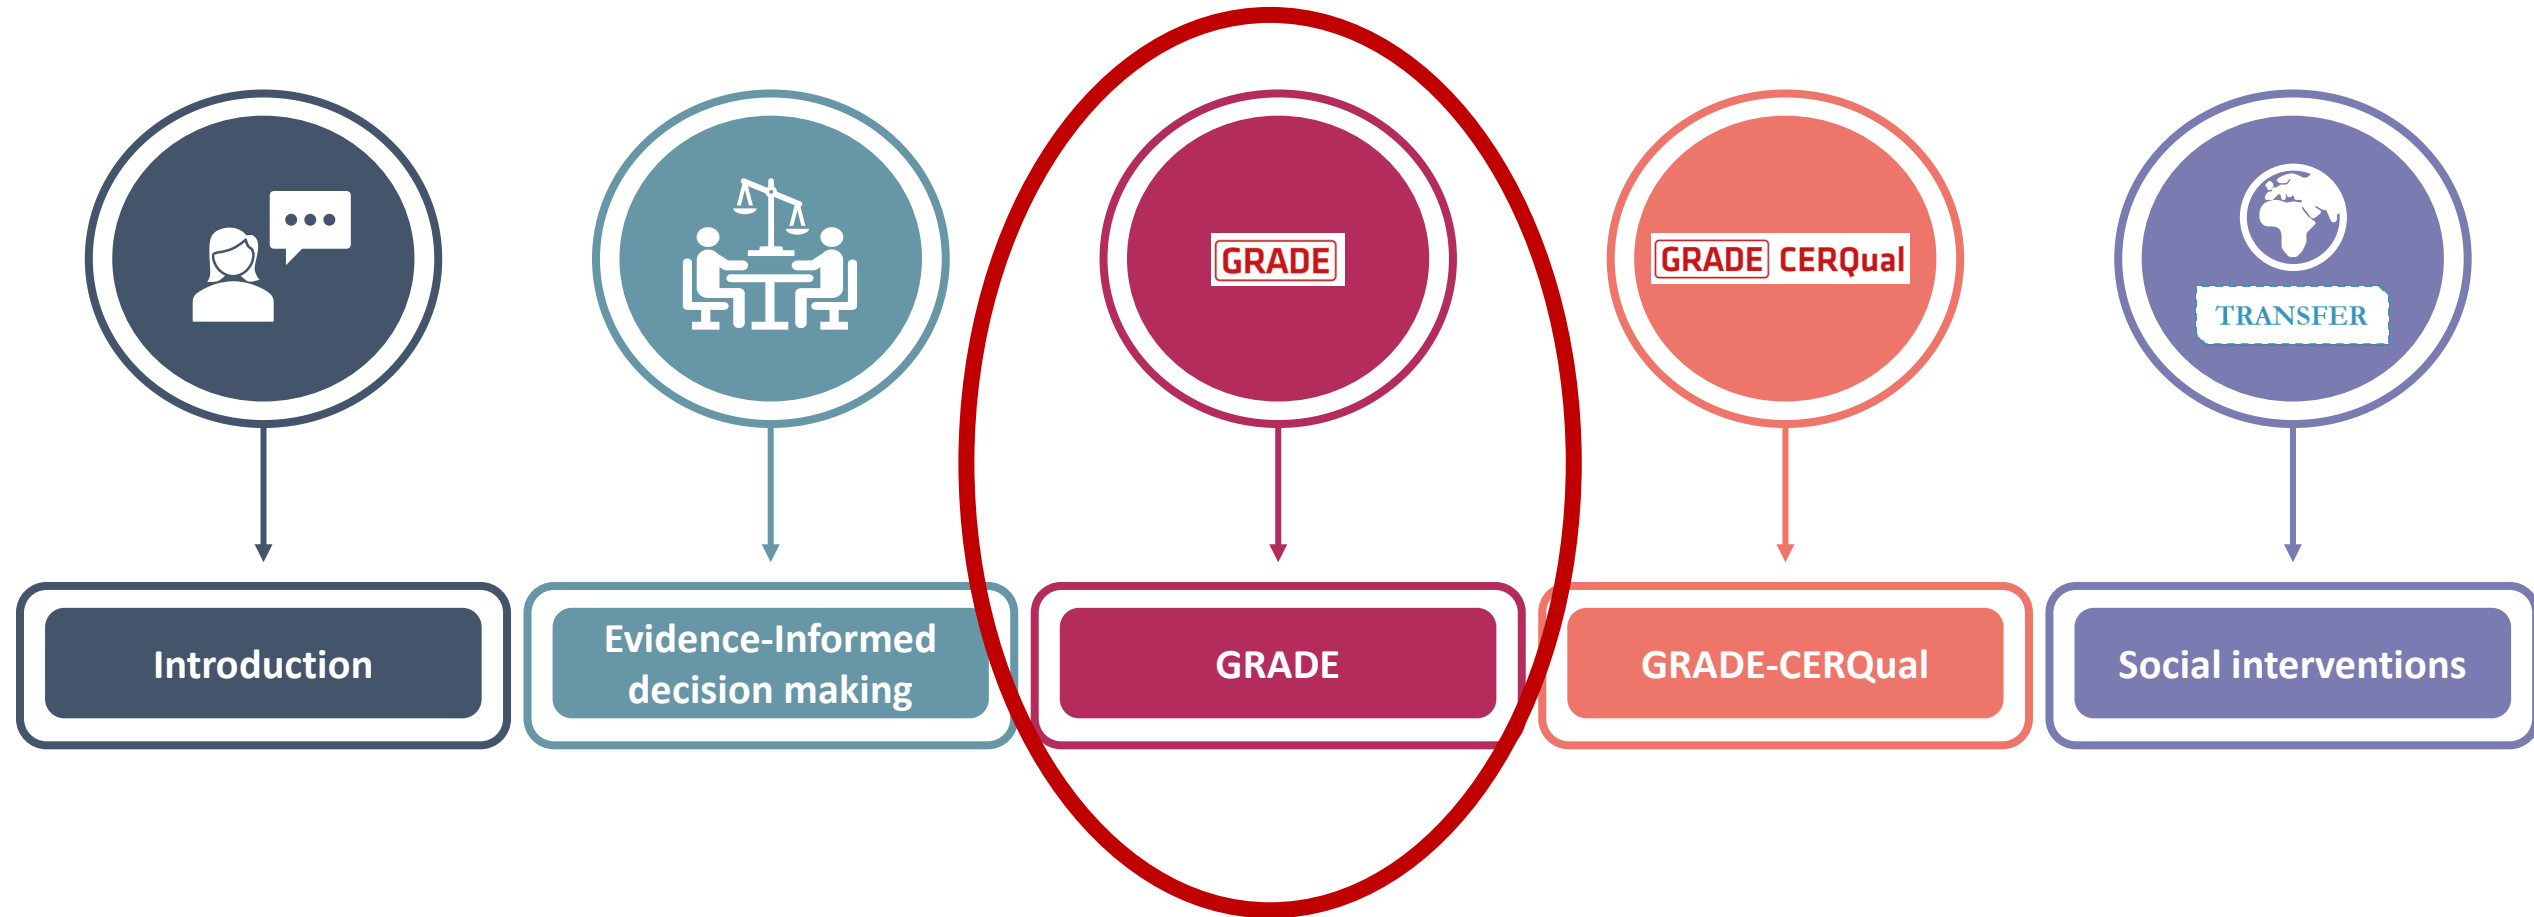 GRADE
GRADE CERQual
TRANSFER
Introduction
Evidence-Informed
decision making
GRADE
GRADE-CERQual
Social interventions